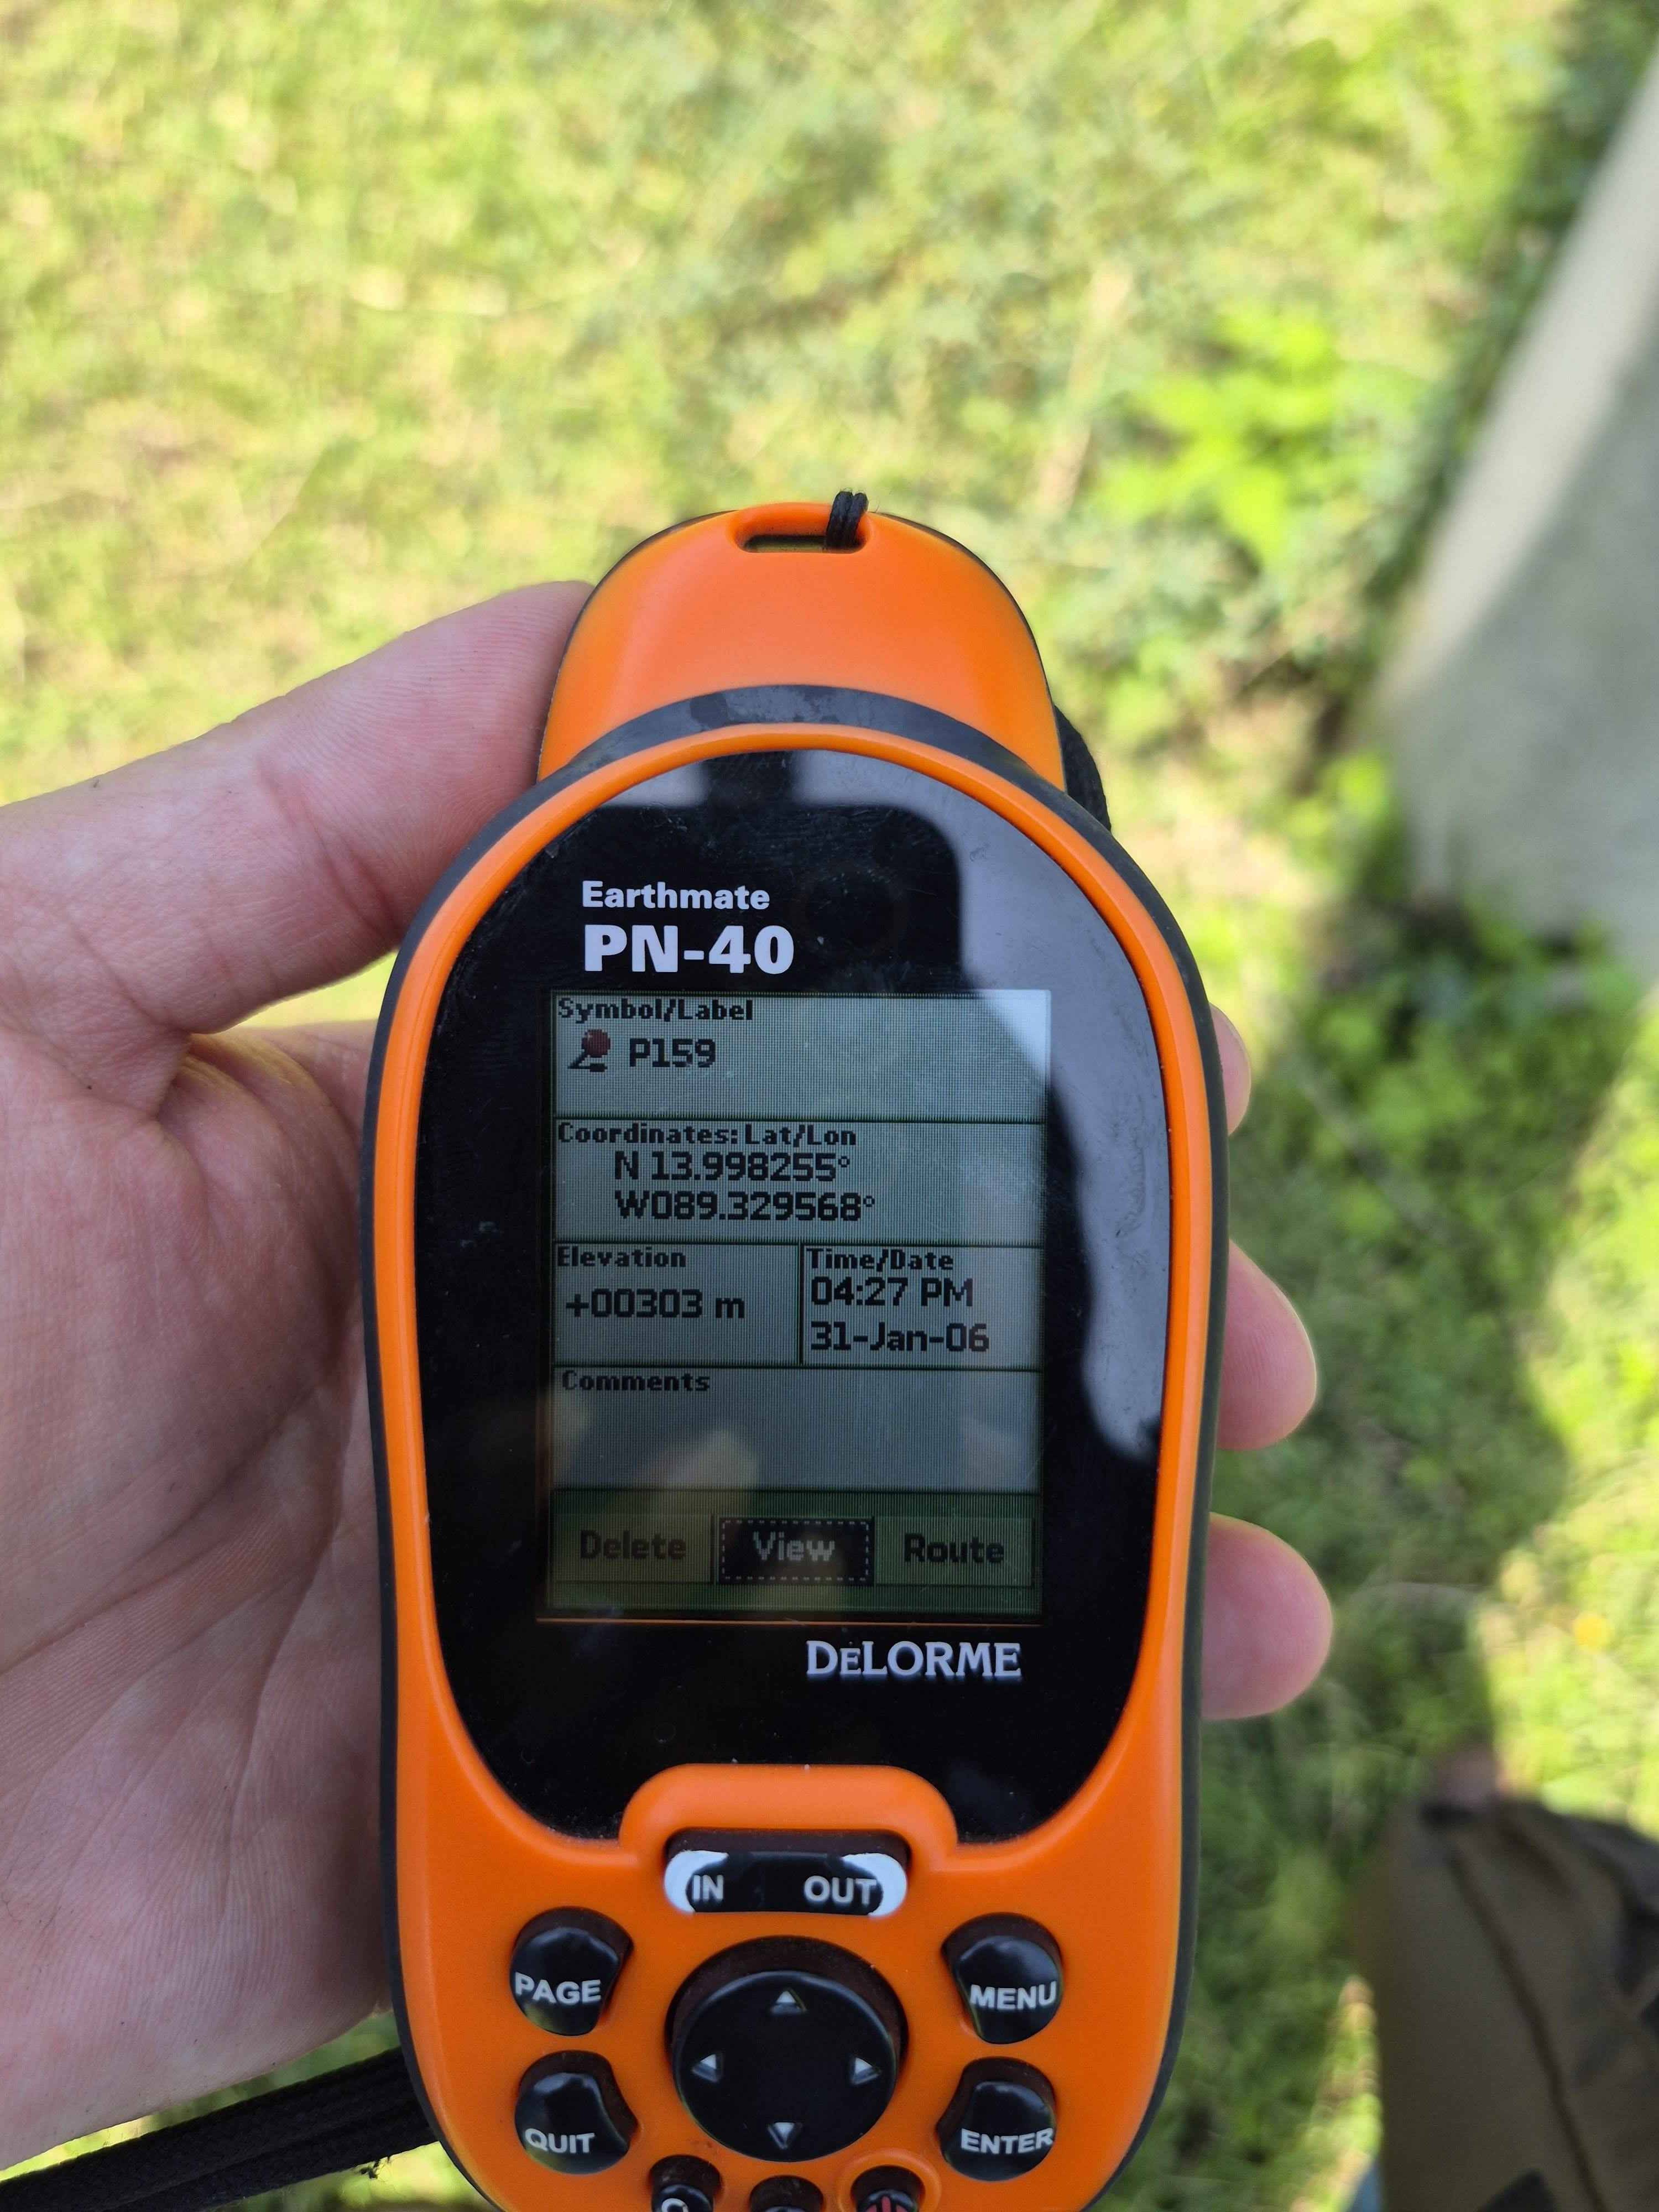 Earthmate
PN-40
Symbol/Label
P159
Coordinates: Lat/Lon
N 13.998255°
W089.329568°
Elevation
+00303 m
Time/Date
04:27 PM
31-Jan-06
Comments
Delete View Route
DELORME
IN OUT
PAGE MENU
QUIT ENTER